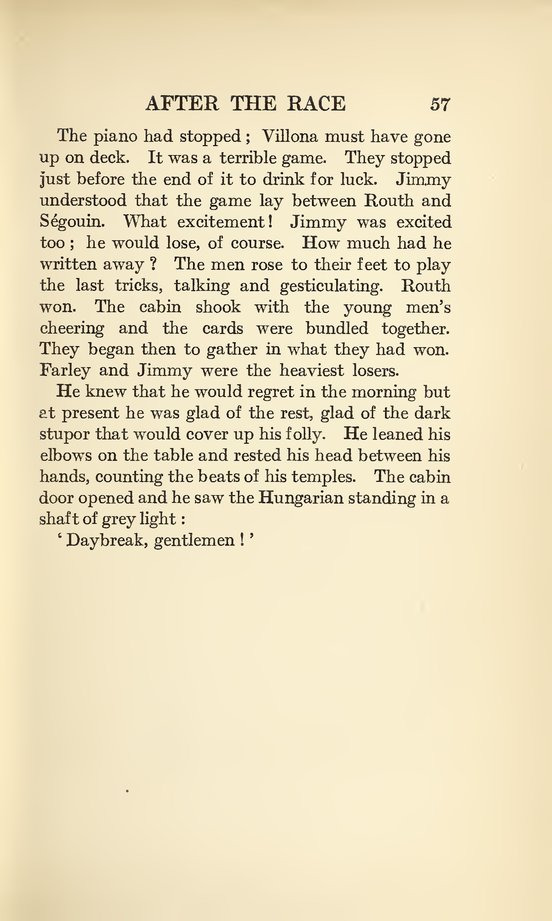 AFTER THE RACE 57
The piano had stopped ; Villona must have gone
up on deck. It was a terrible game. They stopped
just before the end of it to drink for luck. Jimmy
understood that the game lay between Routh and
Ségouin. What excitement ! Jimmy was excited
too ; he would lose, of course. How much had he
written away ? The men rose to their feet to play
the last tricks, talking and gesticulating. Routh
won. The cabin shook with the young men's
cheering and the cards were bundled together.
They began then to gather in what they had won.
Farley and Jimmy were the heaviest losers.
He knew that he would regret in the morning but
at present he was glad of the rest, glad of the dark
stupor that would cover up his folly. He leaned his
elbows on the table and rested his head between his
hands, counting the beats of his temples. The cabin
door opened and he saw the Hungarian standing in a
shaft of grey light :
‘ Daybreak, gentlemen ! ’